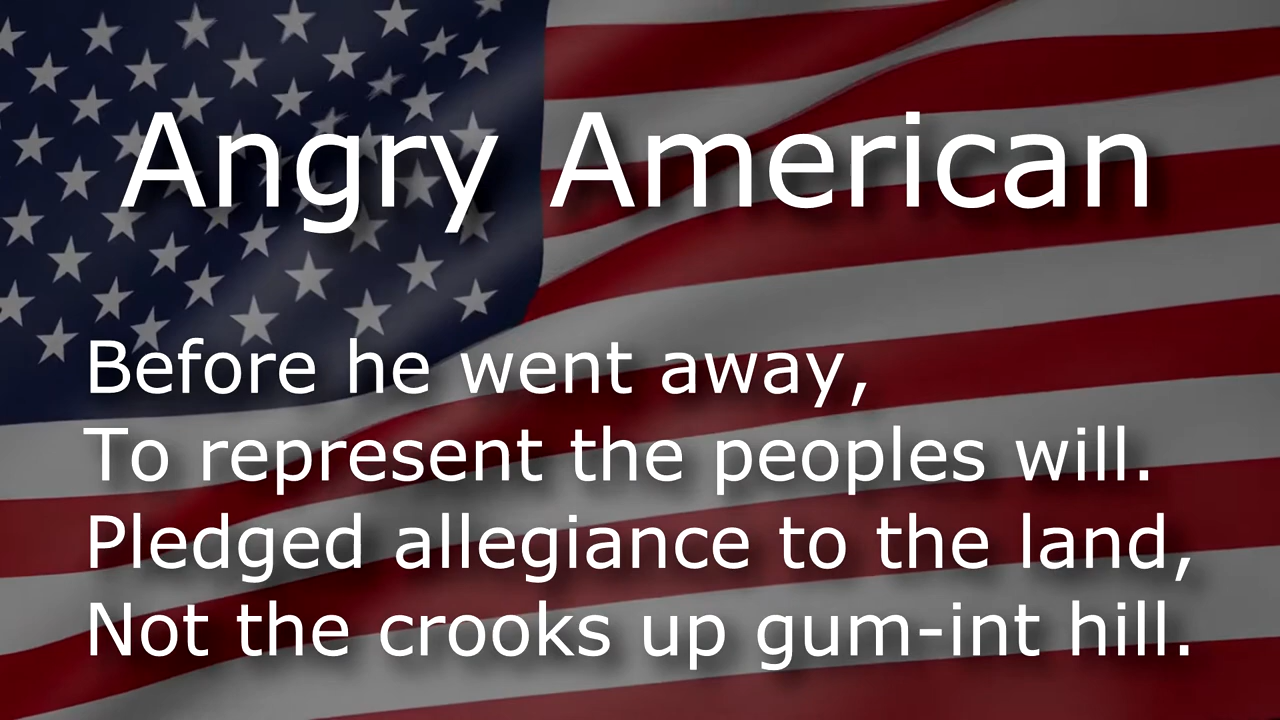 Angry American
Before he went away,
To represent the peoples will.
Pledged allegiance to the land,
Not the crooks up gum-int hill.